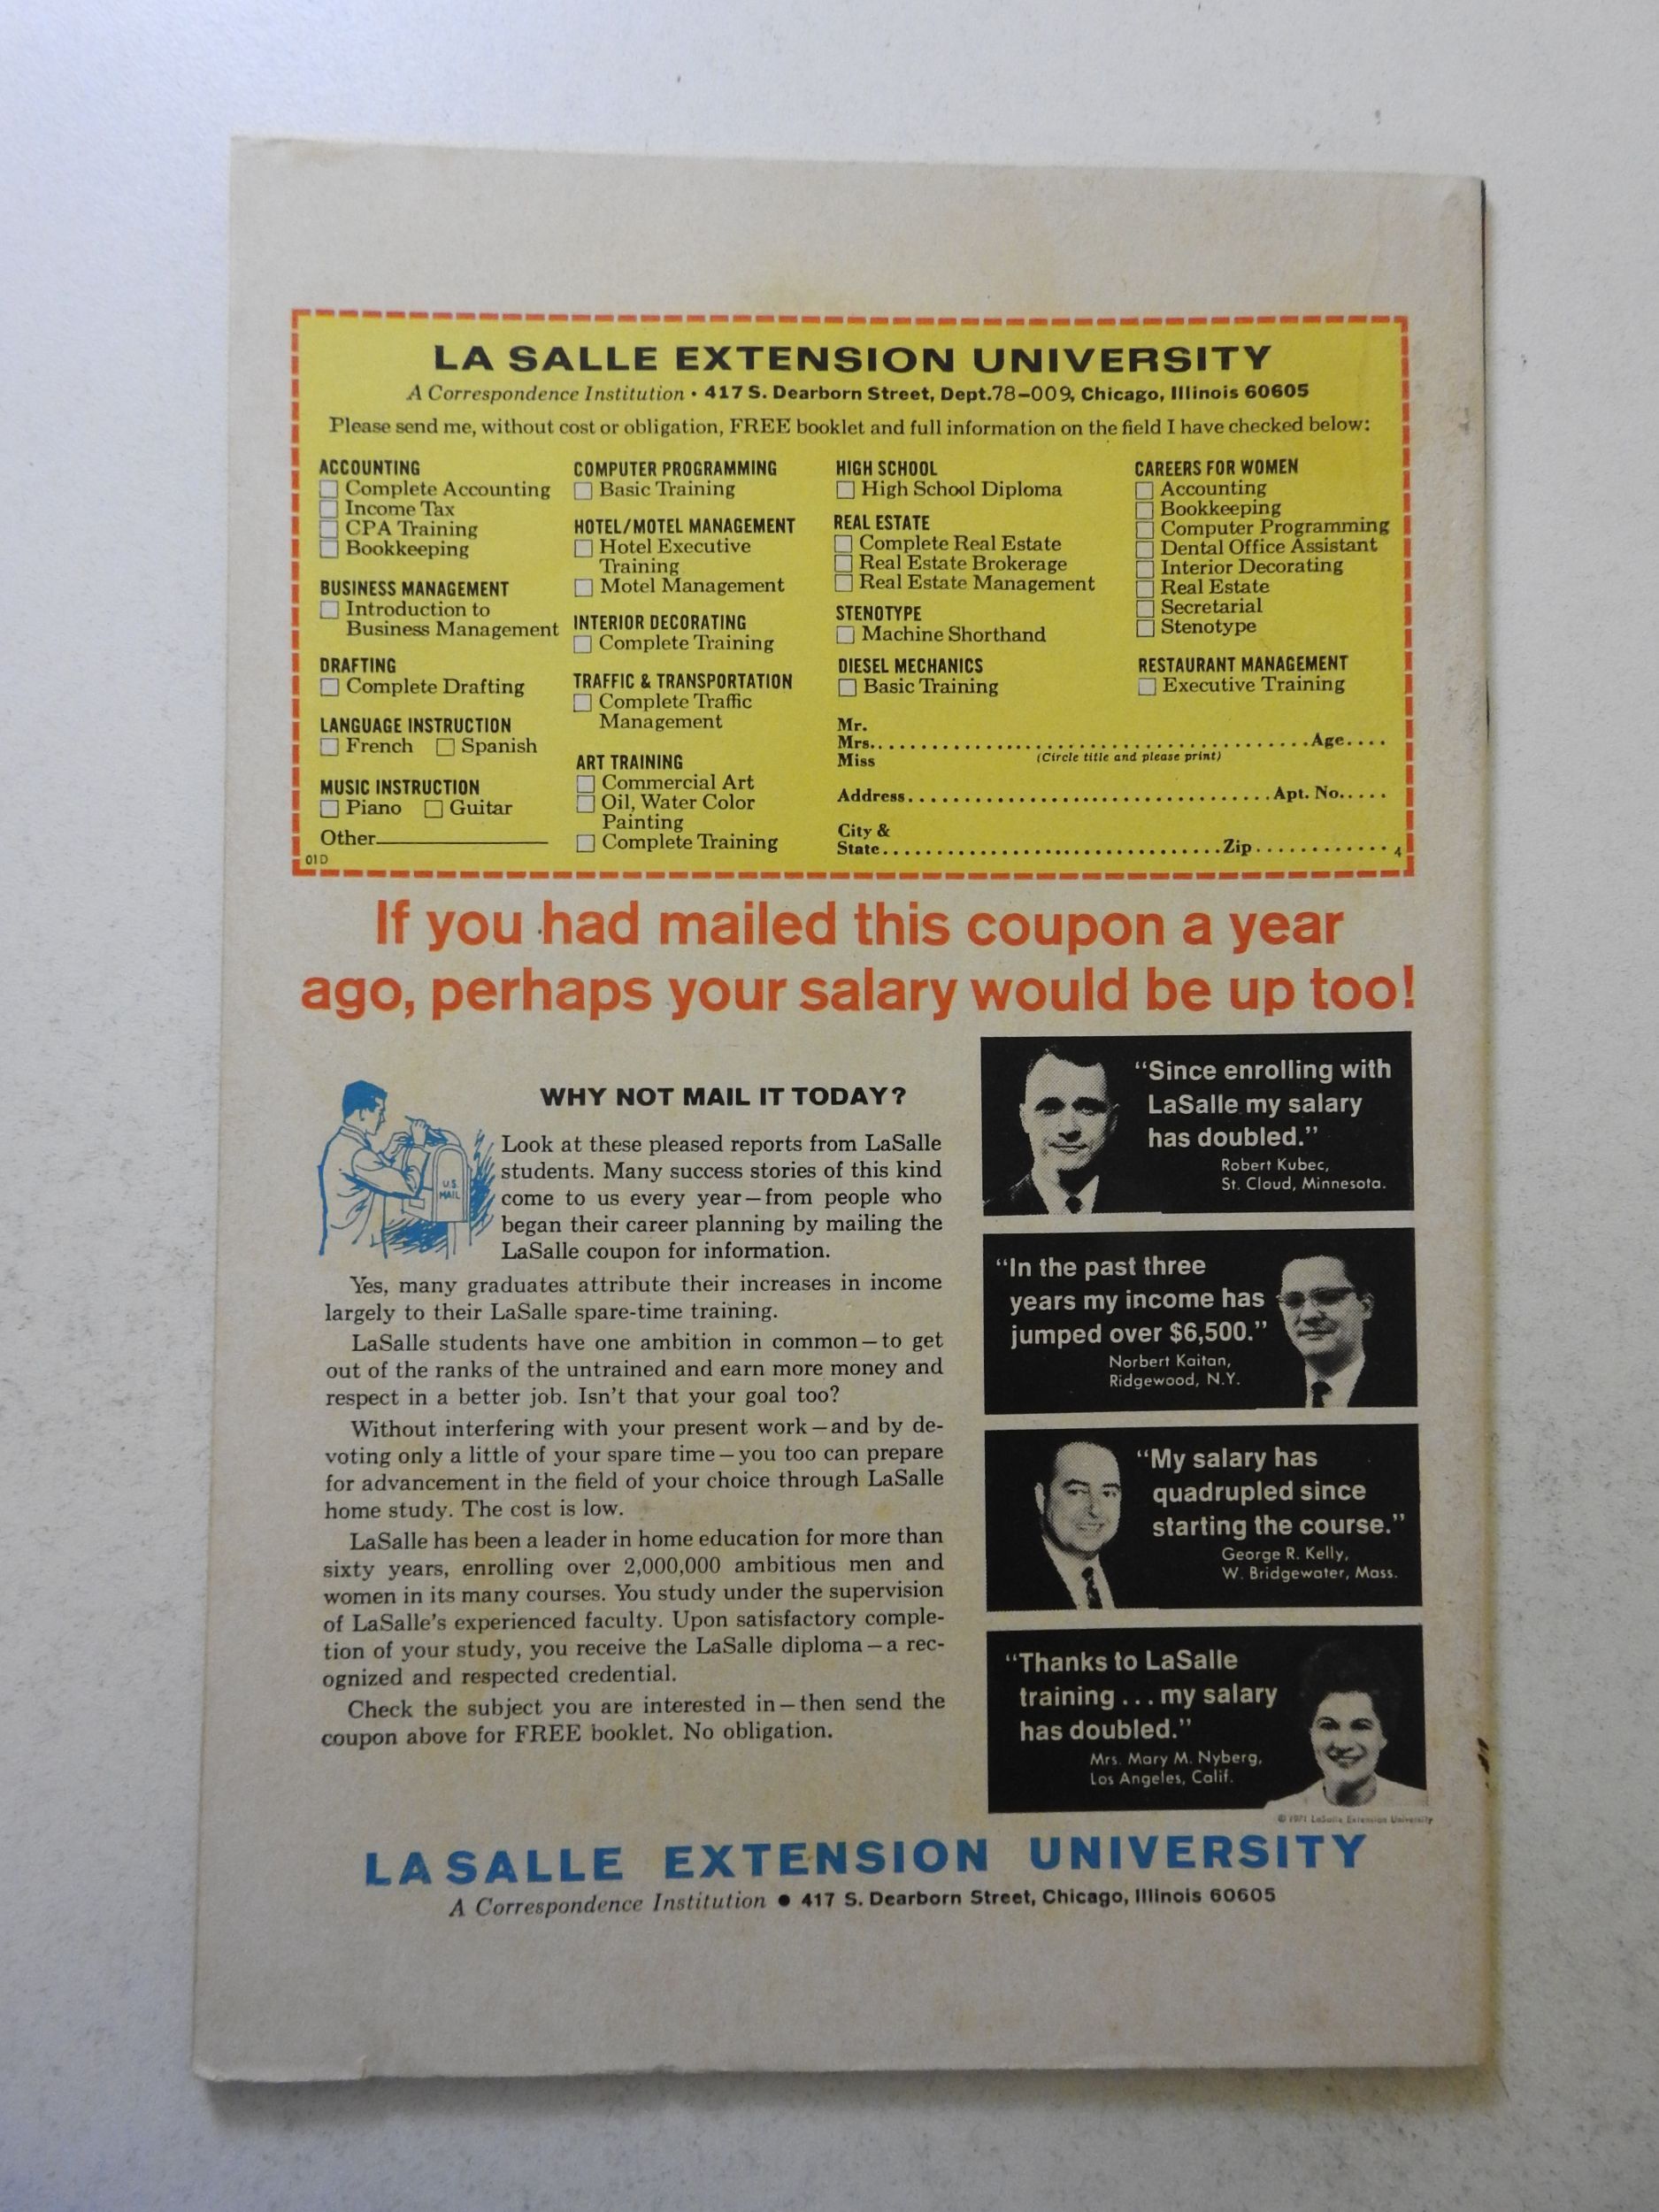 LA SALLE EXTENSION UNIVERSITY
A Correspondence Institution • 417 S. Dearborn Street, Dept.78–009, Chicago, Illinois 60605
Please send me, without cost or obligation, FREE booklet and full information on the field I have checked below:
ACCOUNTING
Complete Accounting
Income Tax
CPA Training
Bookkeeping
BUSINESS MANAGEMENT
Introduction to
Business Management
DRAFTING
Complete Drafting
LANGUAGE INSTRUCTION
French Spanish
MUSIC INSTRUCTION
Piano Guitar
Other
01D
COMPUTER PROGRAMMING
Basic Training
HOTEL/MOTEL MANAGEMENT
Hotel Executive
Training
Motel Management
INTERIOR DECORATING
Complete Training
TRAFFIC & TRANSPORTATION
Complete Traffic
Management
ART TRAINING
Commercial Art
Oil, Water Color
Painting
Complete Training
HIGH SCHOOL
High School Diploma
REAL ESTATE
Complete Real Estate
Real Estate Brokerage
Real Estate Management
STENOTYPE
Machine Shorthand
DIESEL MECHANICS
Basic Training
CAREERS FOR WOMEN
Accounting
Bookkeeping
Computer Programming
Dental Office Assistant
Interior Decorating
Real Estate
Secretarial
Stenotype
RESTAURANT MANAGEMENT
Executive Training
Mr.
Mrs. Age
Miss (Circle title and please print)
Address Apt. No.
City &
State Zip 4
If you had mailed this coupon a year
ago, perhaps your salary would be up too!
U.S.
MAIL
WHY NOT MAIL IT TODAY?
Look at these pleased reports from LaSalle
students. Many success stories of this kind
come to us every year—from people who
began their career planning by mailing the
LaSalle coupon for information.
Yes, many graduates attribute their increases in income
largely to their LaSalle spare-time training.
LaSalle students have one ambition in common—to get
out of the ranks of the untrained and earn more money and
respect in a better job. Isn't that your goal too?
Without interfering with your present work—and by de-
voting only a little of your spare time—you too can prepare
for advancement in the field of your choice through LaSalle
home study. The cost is low.
LaSalle has been a leader in home education for more than
sixty years, enrolling over 2,000,000 ambitious men and
women in its many courses. You study under the supervision
of LaSalle's experienced faculty. Upon satisfactory comple-
tion of your study, you receive the LaSalle diploma—a rec-
ognized and respected credential.
Check the subject you are interested in—then send the
coupon above for FREE booklet. No obligation.
"Since enrolling with
LaSalle my salary
has doubled."
Robert Kubec,
St. Cloud, Minnesota.
"In the past three
years my income has
jumped over $6,500."
Norbert Kaitan,
Ridgewood, N.Y.
"My salary has
quadrupled since
starting the course."
George R. Kelly,
W. Bridgewater, Mass.
"Thanks to LaSalle
training ... my salary
has doubled."
Mrs. Mary M. Nyberg,
Los Angeles, Calif.
© 1971 LaSalle Extension University
LASALLE EXTENSION UNIVERSITY
A Correspondence Institution • 417 S. Dearborn Street, Chicago, Illinois 60605